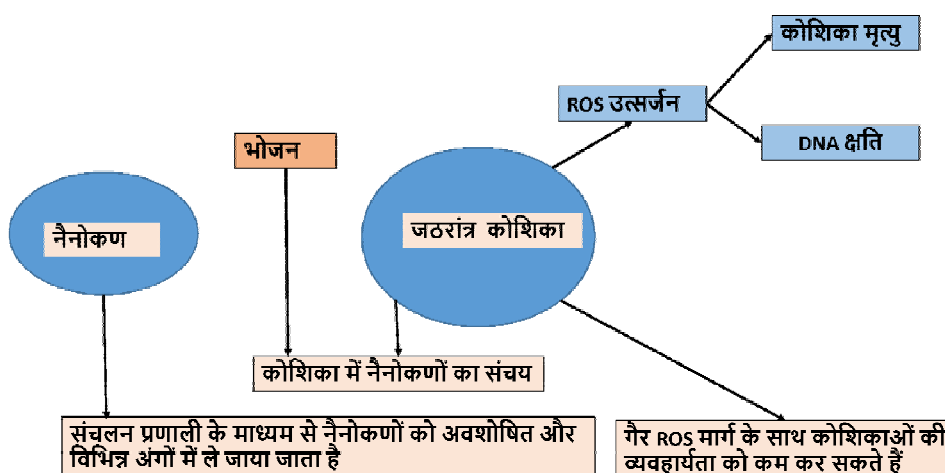 कोशिका मृत्यु
ROS उत्सर्जन
DNA क्षति
भोजन
नैनोकण
जठरांत्र कोशिका
कोशिका में नैनोकणों का संचय
संचलन प्रणाली के माध्यम से नैनोकणों को अवशोषित और
विभिन्न अंगों में ले जाया जाता है
गैर ROS मार्ग के साथ कोशिकाओं की
व्यवहार्यता को कम कर सकते हैं